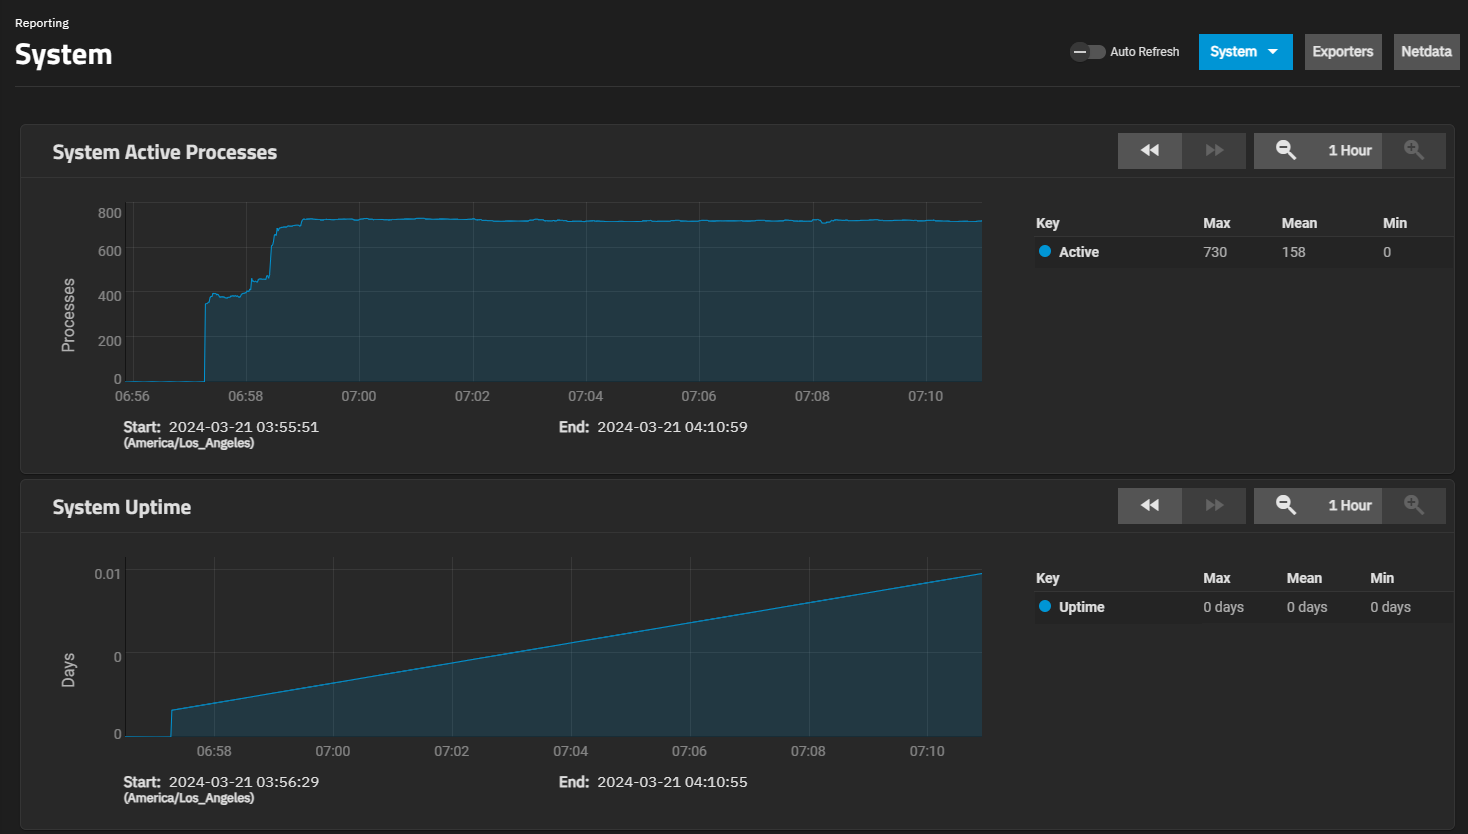 Reporting
System
Auto Refresh
System
Exporters
Netdata
System Active Processes
1 Hour
800
600
400
200
0
Processes
06:56 06:58 07:00 07:02 07:04 07:06 07:08 07:10
Start: 2024-03-21 03:55:51
(America/Los_Angeles)
End: 2024-03-21 04:10:59
Key Max Mean Min
Active 730 158 0
System Uptime
1 Hour
0.01
0
0
Days
06:58 07:00 07:02 07:04 07:06 07:08 07:10
Start: 2024-03-21 03:56:29
(America/Los_Angeles)
End: 2024-03-21 04:10:55
Key Max Mean Min
Uptime 0 days 0 days 0 days